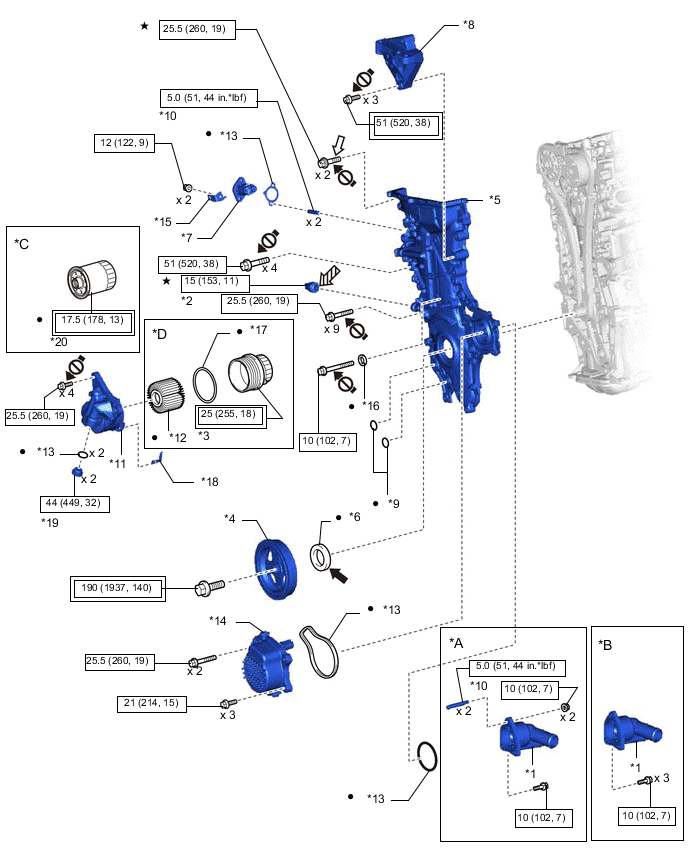 ★ 25.5 (260, 19)
*8
x 3
51 (520, 38)
5.0 (51, 44 in.*lbf)
*10
● *13
12 (122, 9)
x 2
x 2
*15
*7
x 2
*5
51 (520, 38)
x 4
★ 15 (153, 11)
*2
25.5 (260, 19)
x 9
*C
17.5 (178, 13)
● *20
*D
● *17
25 (255, 18)
*3
● *12
x 4
25.5 (260, 19)
● *13
x 2
*11
x 2
44 (449, 32)
*19
*18
● *16
10 (102, 7)
● *9
*4
● *6
190 (1937, 140)
*14
● *13
25.5 (260, 19)
x 2
21 (214, 15)
x 3
● *13
*A
5.0 (51, 44 in.*lbf)
*10
10 (102, 7)
x 2
x 2
*1
10 (102, 7)
*B
*1
x 3
10 (102, 7)